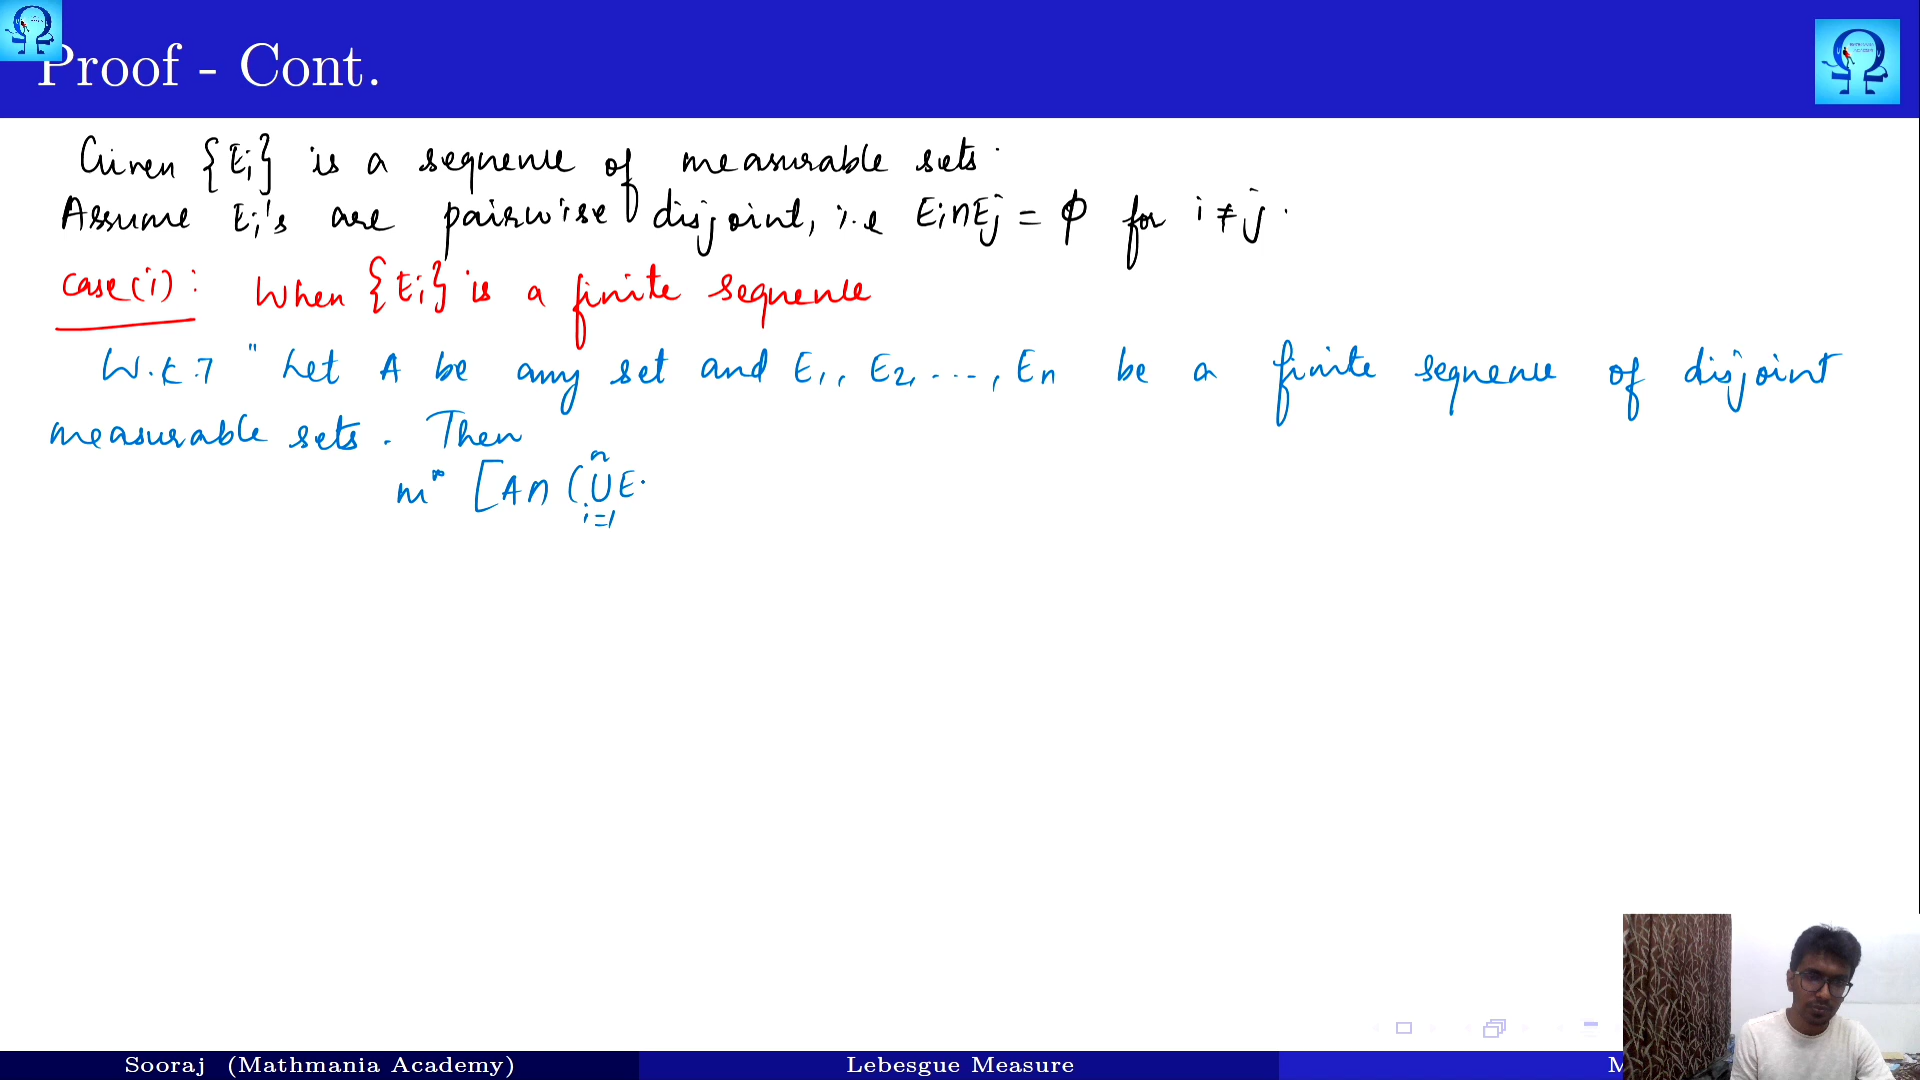 Proof - Cont.
Given {Ei} is a sequence of measurable sets.
Assume Ei's are pairwise disjoint, i.e Ei∩Ej = φ for i ≠ j.
Case(i): When {Ei} is a finite sequence
W.K.T " Let A be any set and E1, E2, ..., En be a finite sequence of disjoint
measurable sets. Then
m* [A∩ (∪ⁿᵢ₌₁ E
Sooraj (Mathmania Academy)
Lebesgue Measure
M